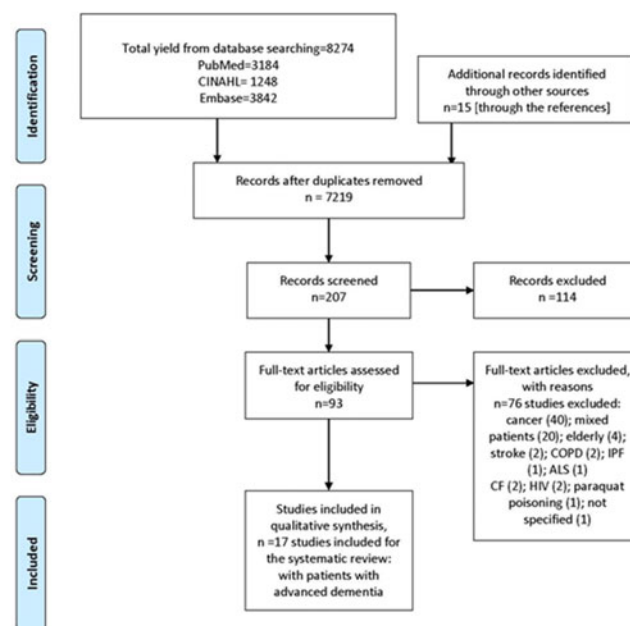 Identification
Total yield from database searching=8274
PubMed=3184
CINAHL= 1248
Embase=3842
Additional records identified
through other sources
n=15 [through the references]
Records after duplicates removed
n = 7219
Screening
Records screened
n=207
Records excluded
n =114
Eligibility
Full-text articles assessed
for eligibility
n=93
Full-text articles excluded,
with reasons
n=76 studies excluded:
cancer (40); mixed
patients (20); elderly (4);
stroke (2); COPD (2); IPF
(1); ALS (1)
CF (2); HIV (2); paraquat
poisoning (1); not
specified (1)
Included
Studies included in
qualitative synthesis,
n =17 studies included for
the systematic review:
with patients with
advanced dementia